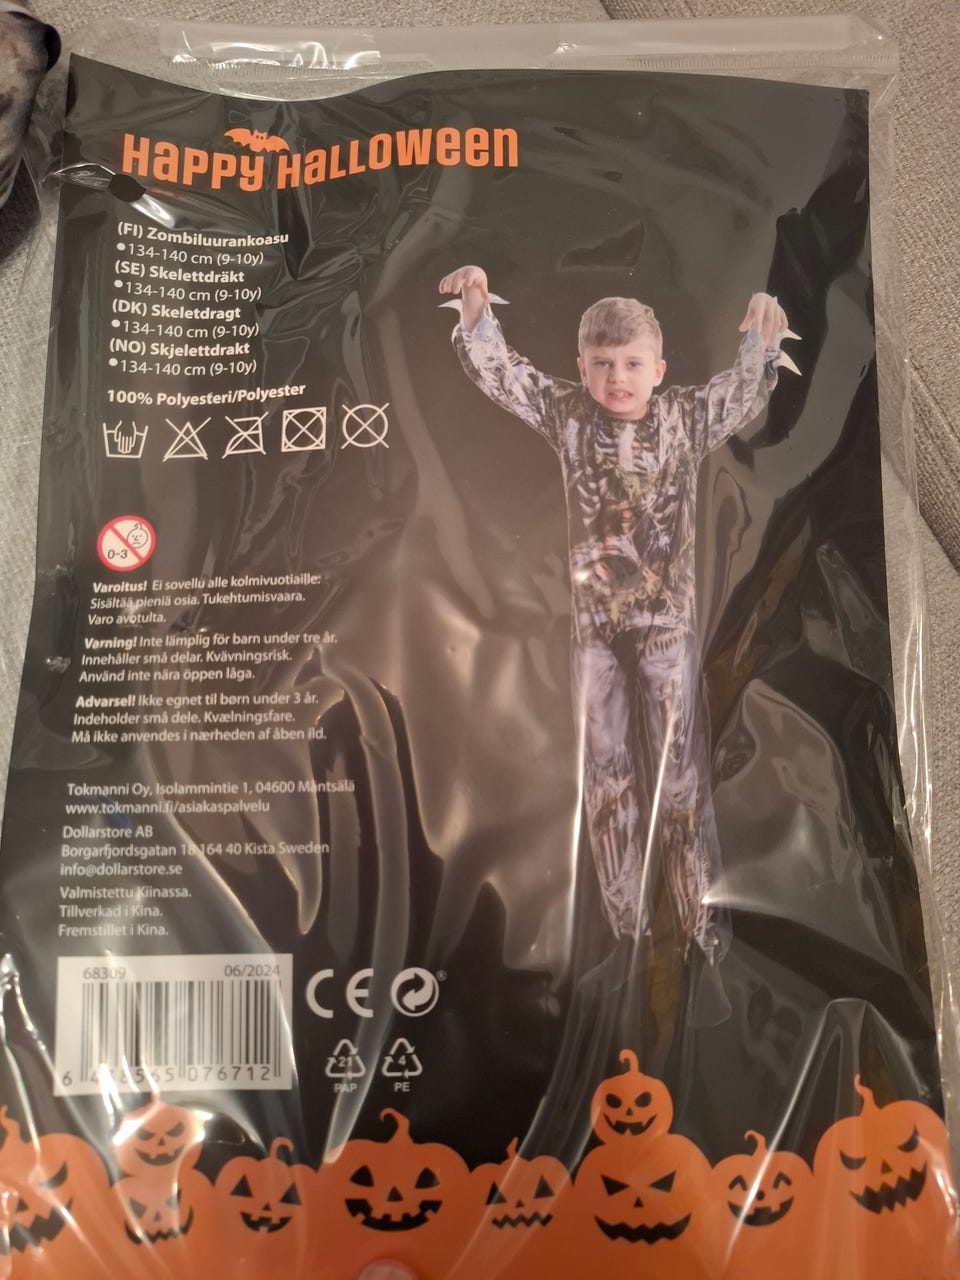 Happy Halloween
(FI) Zombiluurankoasu
•134-140 cm (9-10y)
(SE) Skelettdräkt
•134-140 cm (9-10y)
(DK) Skeletdragt
•134-140 cm (9-10y)
(NO) Skjelettdrakt
•134-140 cm (9-10y)
100% Polyesteri/Polyester
0-3
Varoitus! Ei sovellu alle kolmivuotiaille:
Sisältää pieniä osia. Tukehtumisvaara.
Varo avotulta.
Varning! Inte lämplig för barn under tre år.
Innehåller små delar. Kvävningsrisk.
Använd inte nära öppen låga.
Advarsel! Ikke egnet til børn under 3 år.
Indeholder små dele. Kvælningsfare.
Må ikke anvendes i nærheden af åben ild.
Tokmanni Oy, Isolammintie 1, 04600 Mäntsälä
www.tokmanni.fi/asiakaspalvelu
Dollarstore AB
Borgarfjordsgatan 18 164 40 Kista Sweden
info@dollarstore.se
Valmistettu Kiinassa.
Tillverkad i Kina.
Fremstillet i Kina.
68309 06/2024
6 076712
CE ®
21 4
PAP PE